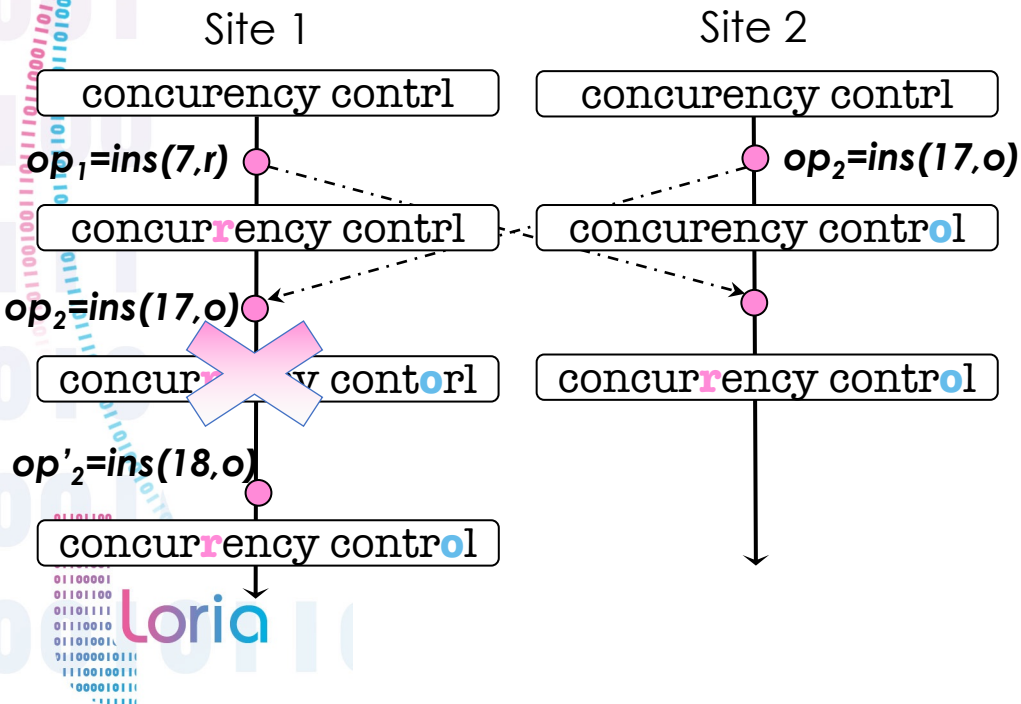 Site 1
Site 2
concurency contrl
concurency contrl
op1=ins(7,r)
op2=ins(17,o)
concurrency contrl
concurency control
op2=ins(17,o)
concurr y contorl
concurrency control
op'2=ins(18,o)
concurrency control
Loria